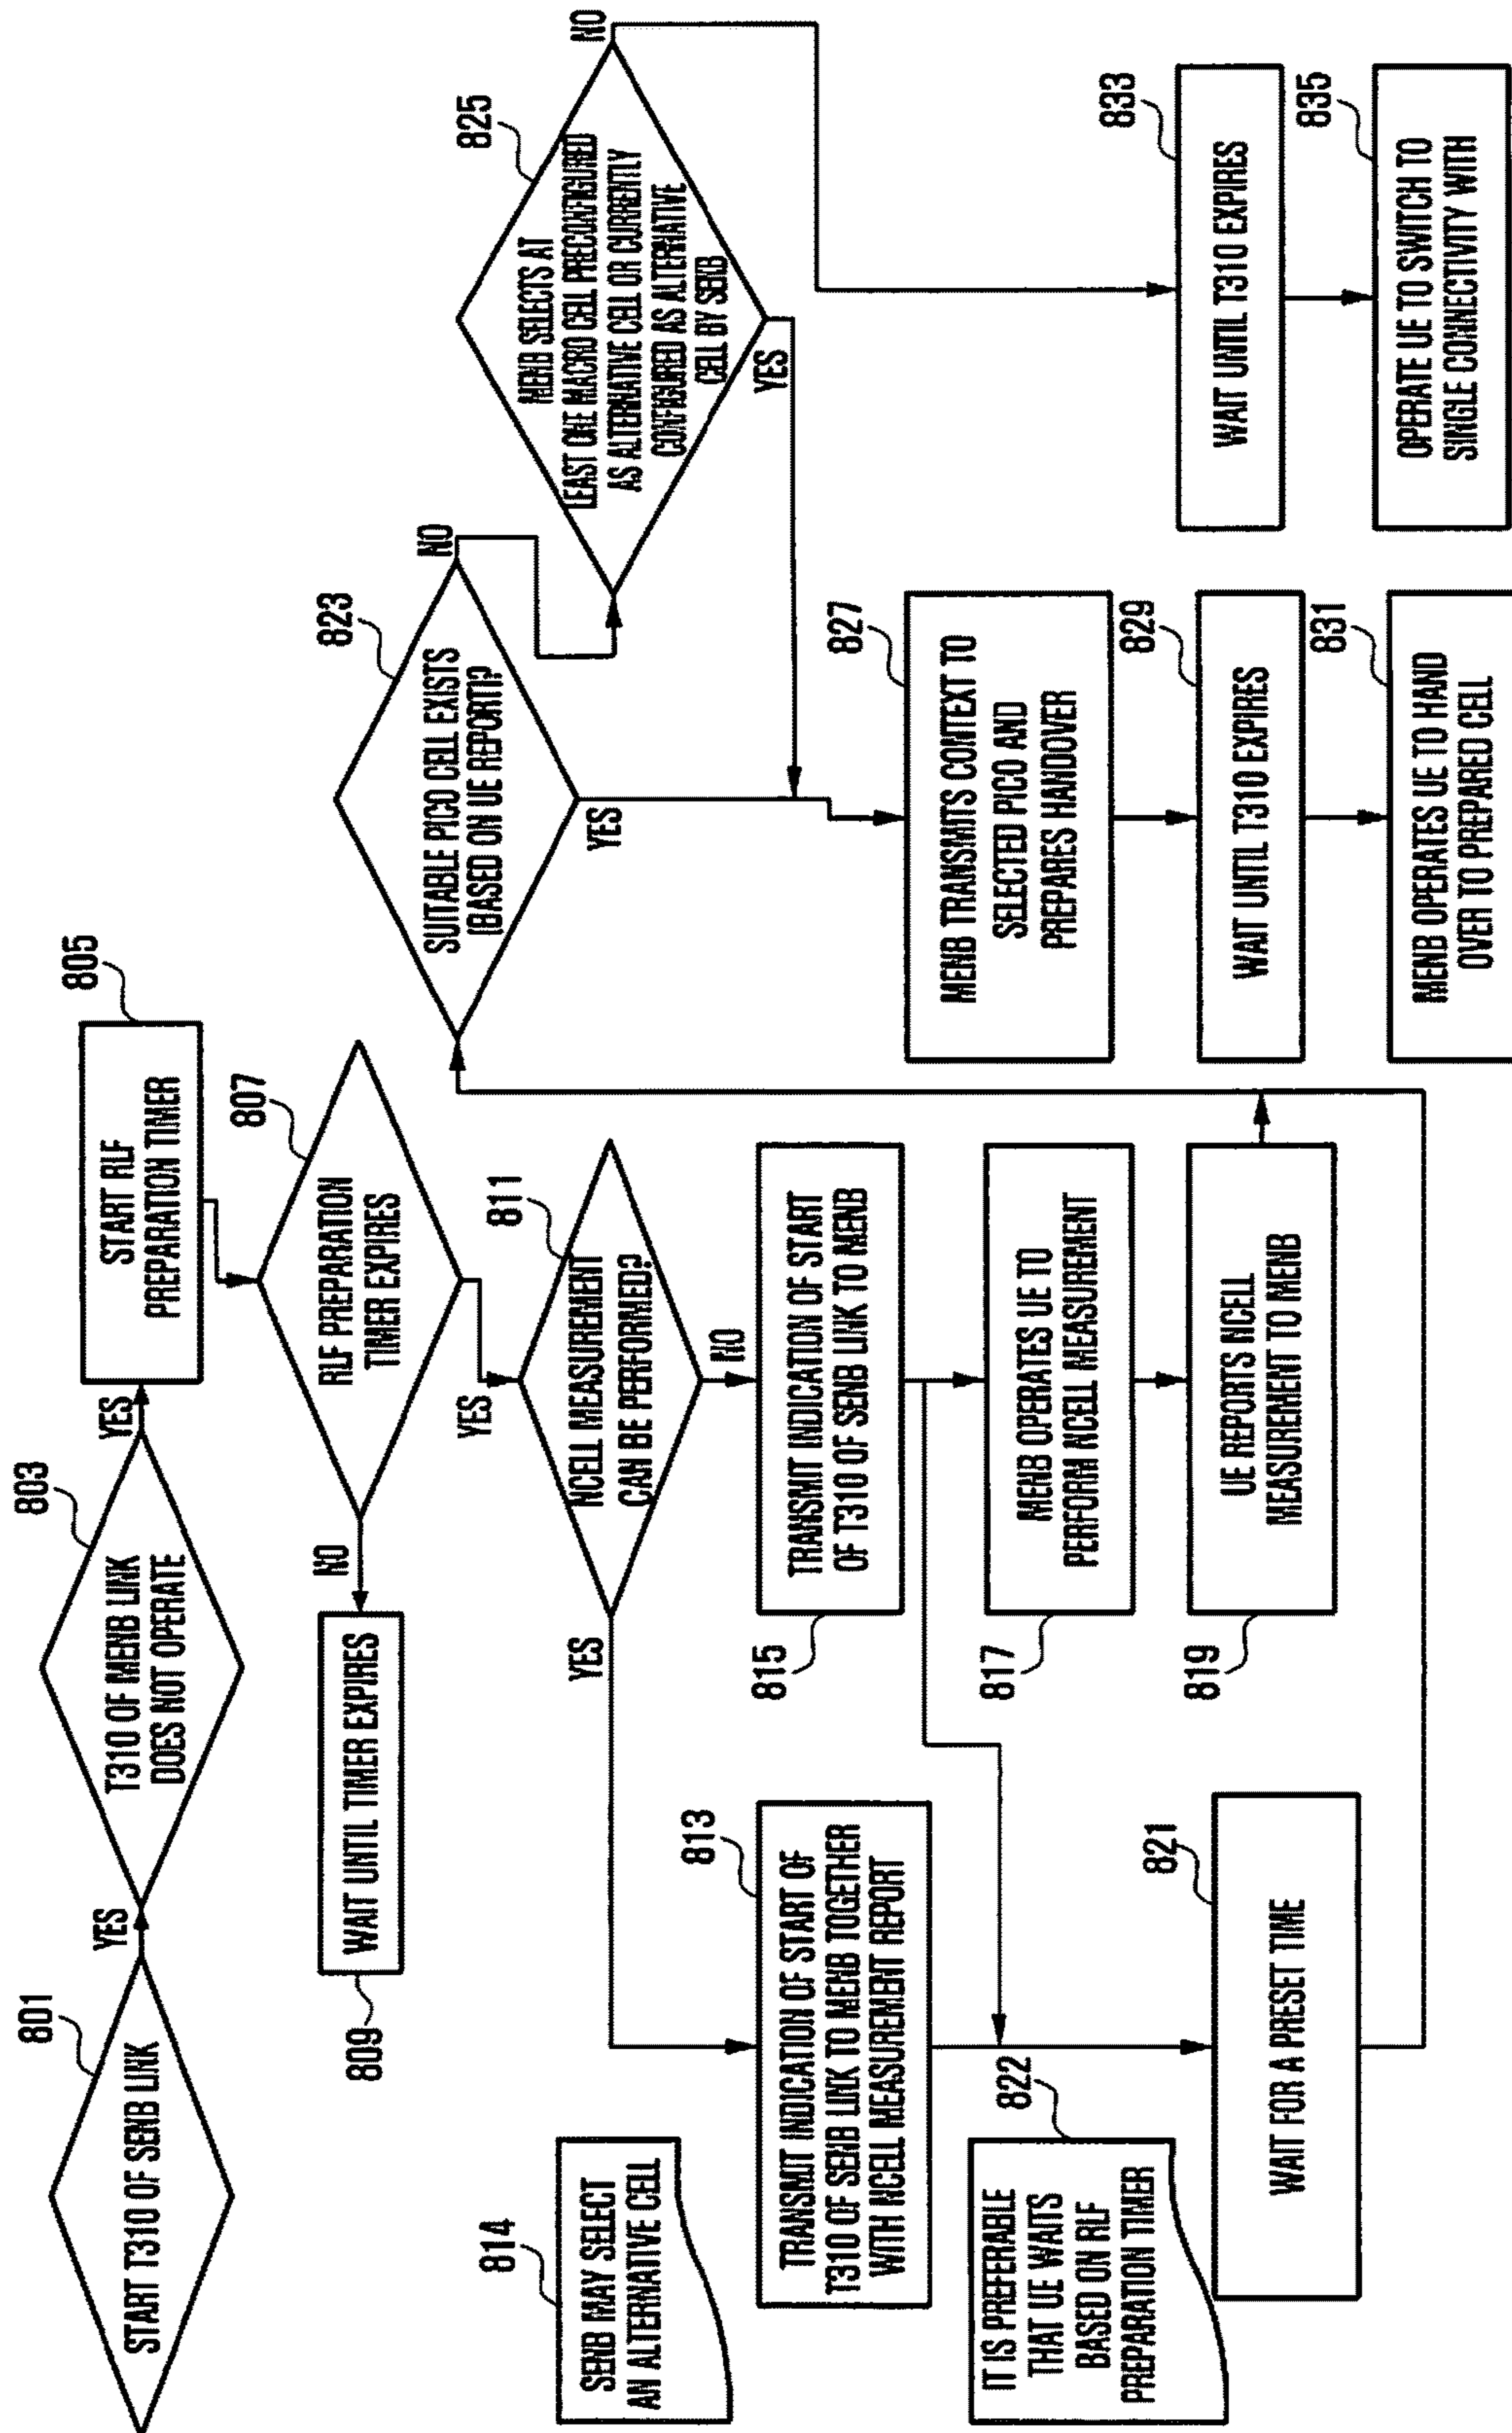 801
START T310 OF SENB LINK
YES
803
T310 OF MENB LINK
DOES NOT OPERATE
YES
805
START RLF
PREPARATION TIMER
807
RLF PREPARATION
TIMER EXPIRES
NO
809
WAIT UNTIL TIMER EXPIRES
YES
811
NCELL MEASUREMENT
CAN BE PERFORMED?
YES
NO
814
SENB MAY SELECT
AN ALTERNATIVE CELL
813
TRANSMIT INDICATION OF START OF
T310 OF SENB LINK TO MENB TOGETHER
WITH NCELL MEASUREMENT REPORT
815
TRANSMIT INDICATION OF START
OF T310 OF SENB LINK TO MENB
817
MENB OPERATES UE TO
PERFORM NCELL MEASUREMENT
819
UE REPORTS NCELL
MEASUREMENT TO MENB
822
IT IS PREFERABLE
THAT UE WAITS
BASED ON RLF
PREPARATION TIMER
821
WAIT FOR A PRESET TIME
823
SUITABLE PICO CELL EXISTS
(BASED ON UE REPORT)?
NO
YES
825
MENB SELECTS AT
LEAST ONE MACRO CELL PRECONFIGURED
AS ALTERNATIVE CELL OR CURRENTLY
CONFIGURED AS ALTERNATIVE
CELL BY SENB
NO
YES
827
MENB TRANSMITS CONTEXT TO
SELECTED PICO AND
PREPARES HANDOVER
829
WAIT UNTIL T310 EXPIRES
831
MENB OPERATES UE TO HAND
OVER TO PREPARED CELL
833
WAIT UNTIL T310 EXPIRES
835
OPERATE UE TO SWITCH TO
SINGLE CONNECTIVITY WITH